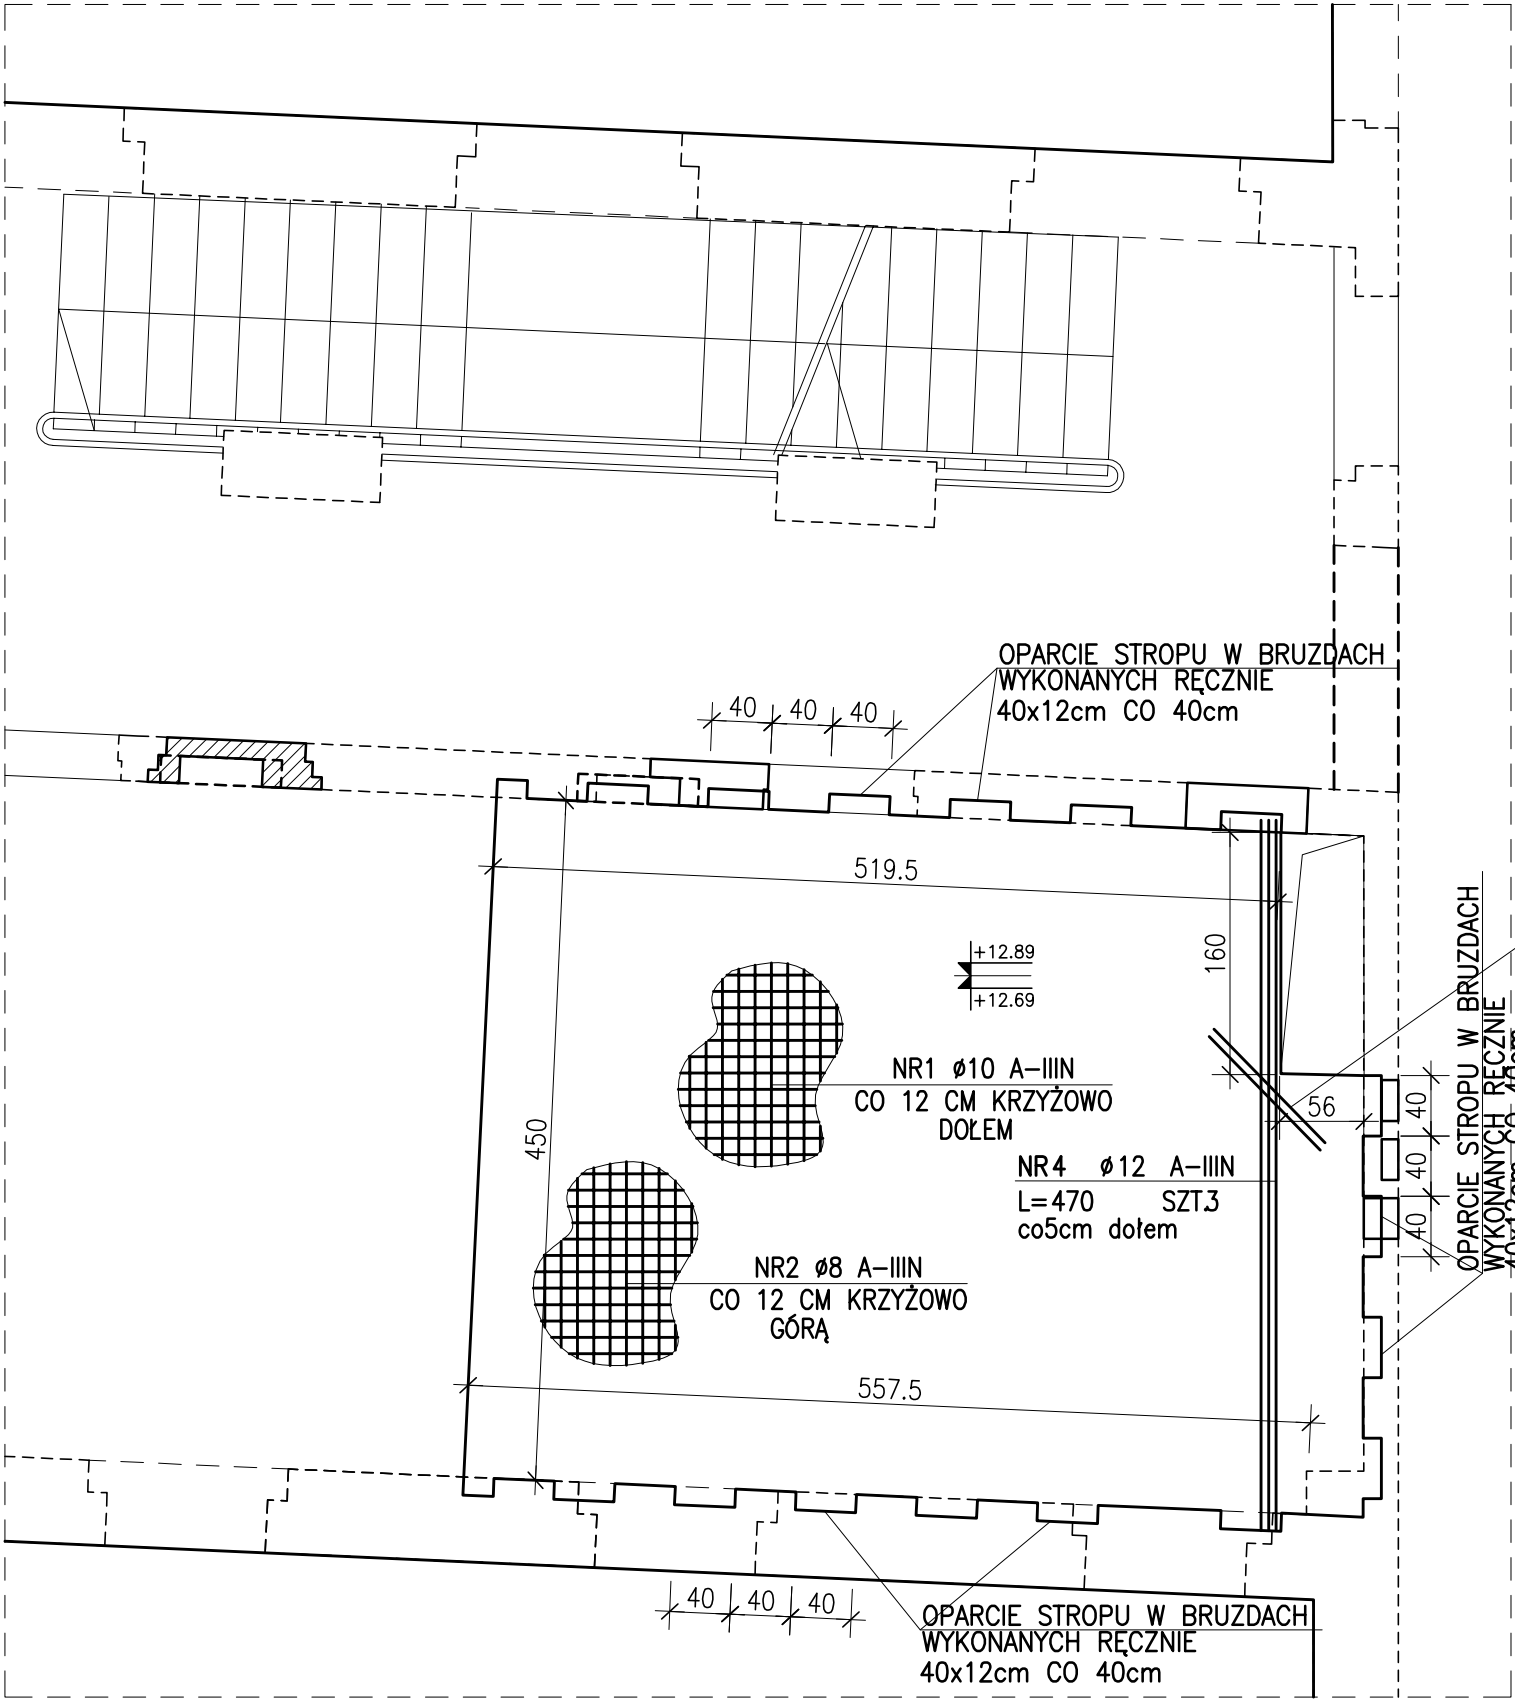 OPARCIE STROPU W BRUZDACH
WYKONANYCH RĘCZNIE
40x12cm CO 40cm
40 40 40
519.5
+12.89
+12.69
160
NR1 ø10 A-IIIN
CO 12 CM KRZYŻOWO
DOŁEM
450
56
40
40
40
OPARCIE STROPU W BRUZDACH
WYKONANYCH RĘCZNIE
40x12cm CO 40cm
NR4 ø12 A-IIIN
L=470 SZT.3
co5cm dołem
NR2 ø8 A-IIIN
CO 12 CM KRZYŻOWO
GÓRĄ
557.5
40 40 40
OPARCIE STROPU W BRUZDACH
WYKONANYCH RĘCZNIE
40x12cm CO 40cm